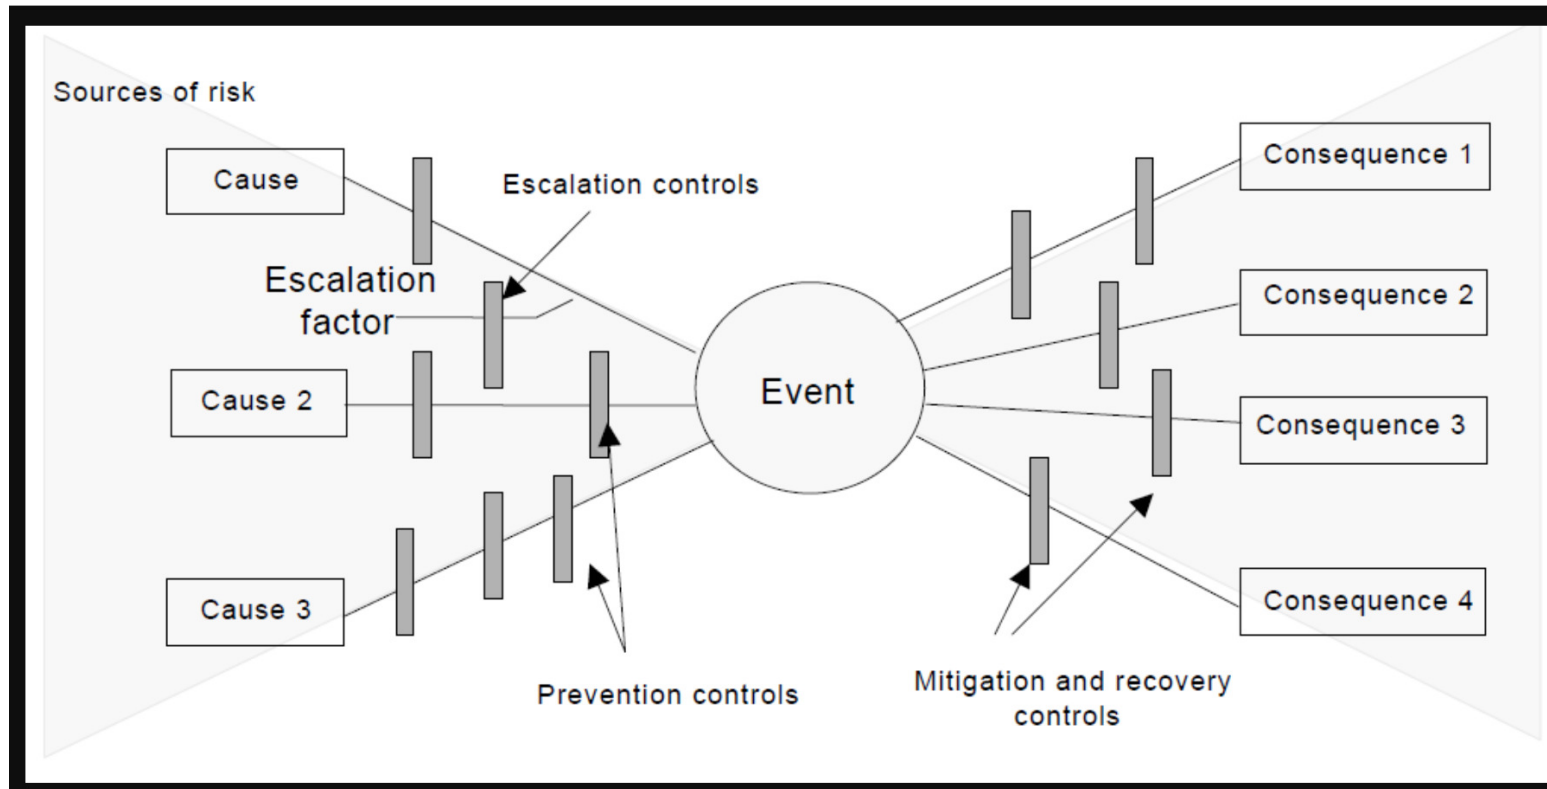 Sources of risk
Cause
Escalation controls
Escalation
factor
Cause 2
Cause 3
Prevention controls
Event
Consequence 1
Consequence 2
Consequence 3
Consequence 4
Mitigation and recovery
controls